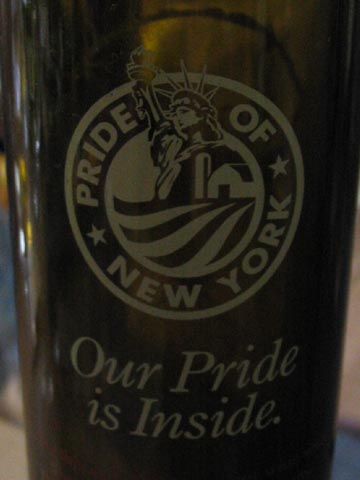 PRIDE OF
NEW YORK
Our Pride
is Inside.